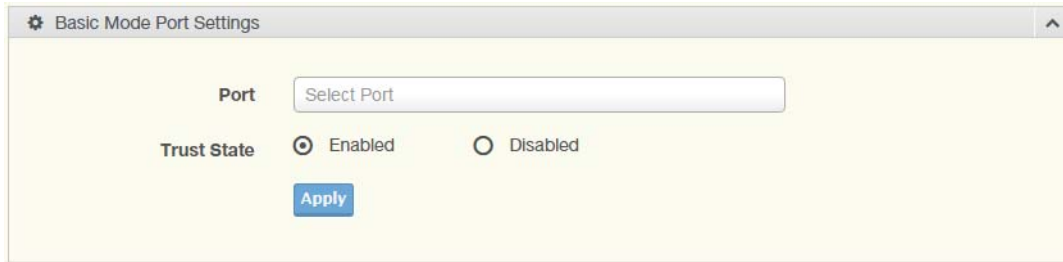 Basic Mode Port Settings
Port Select Port
Trust State Enabled Disabled
Apply